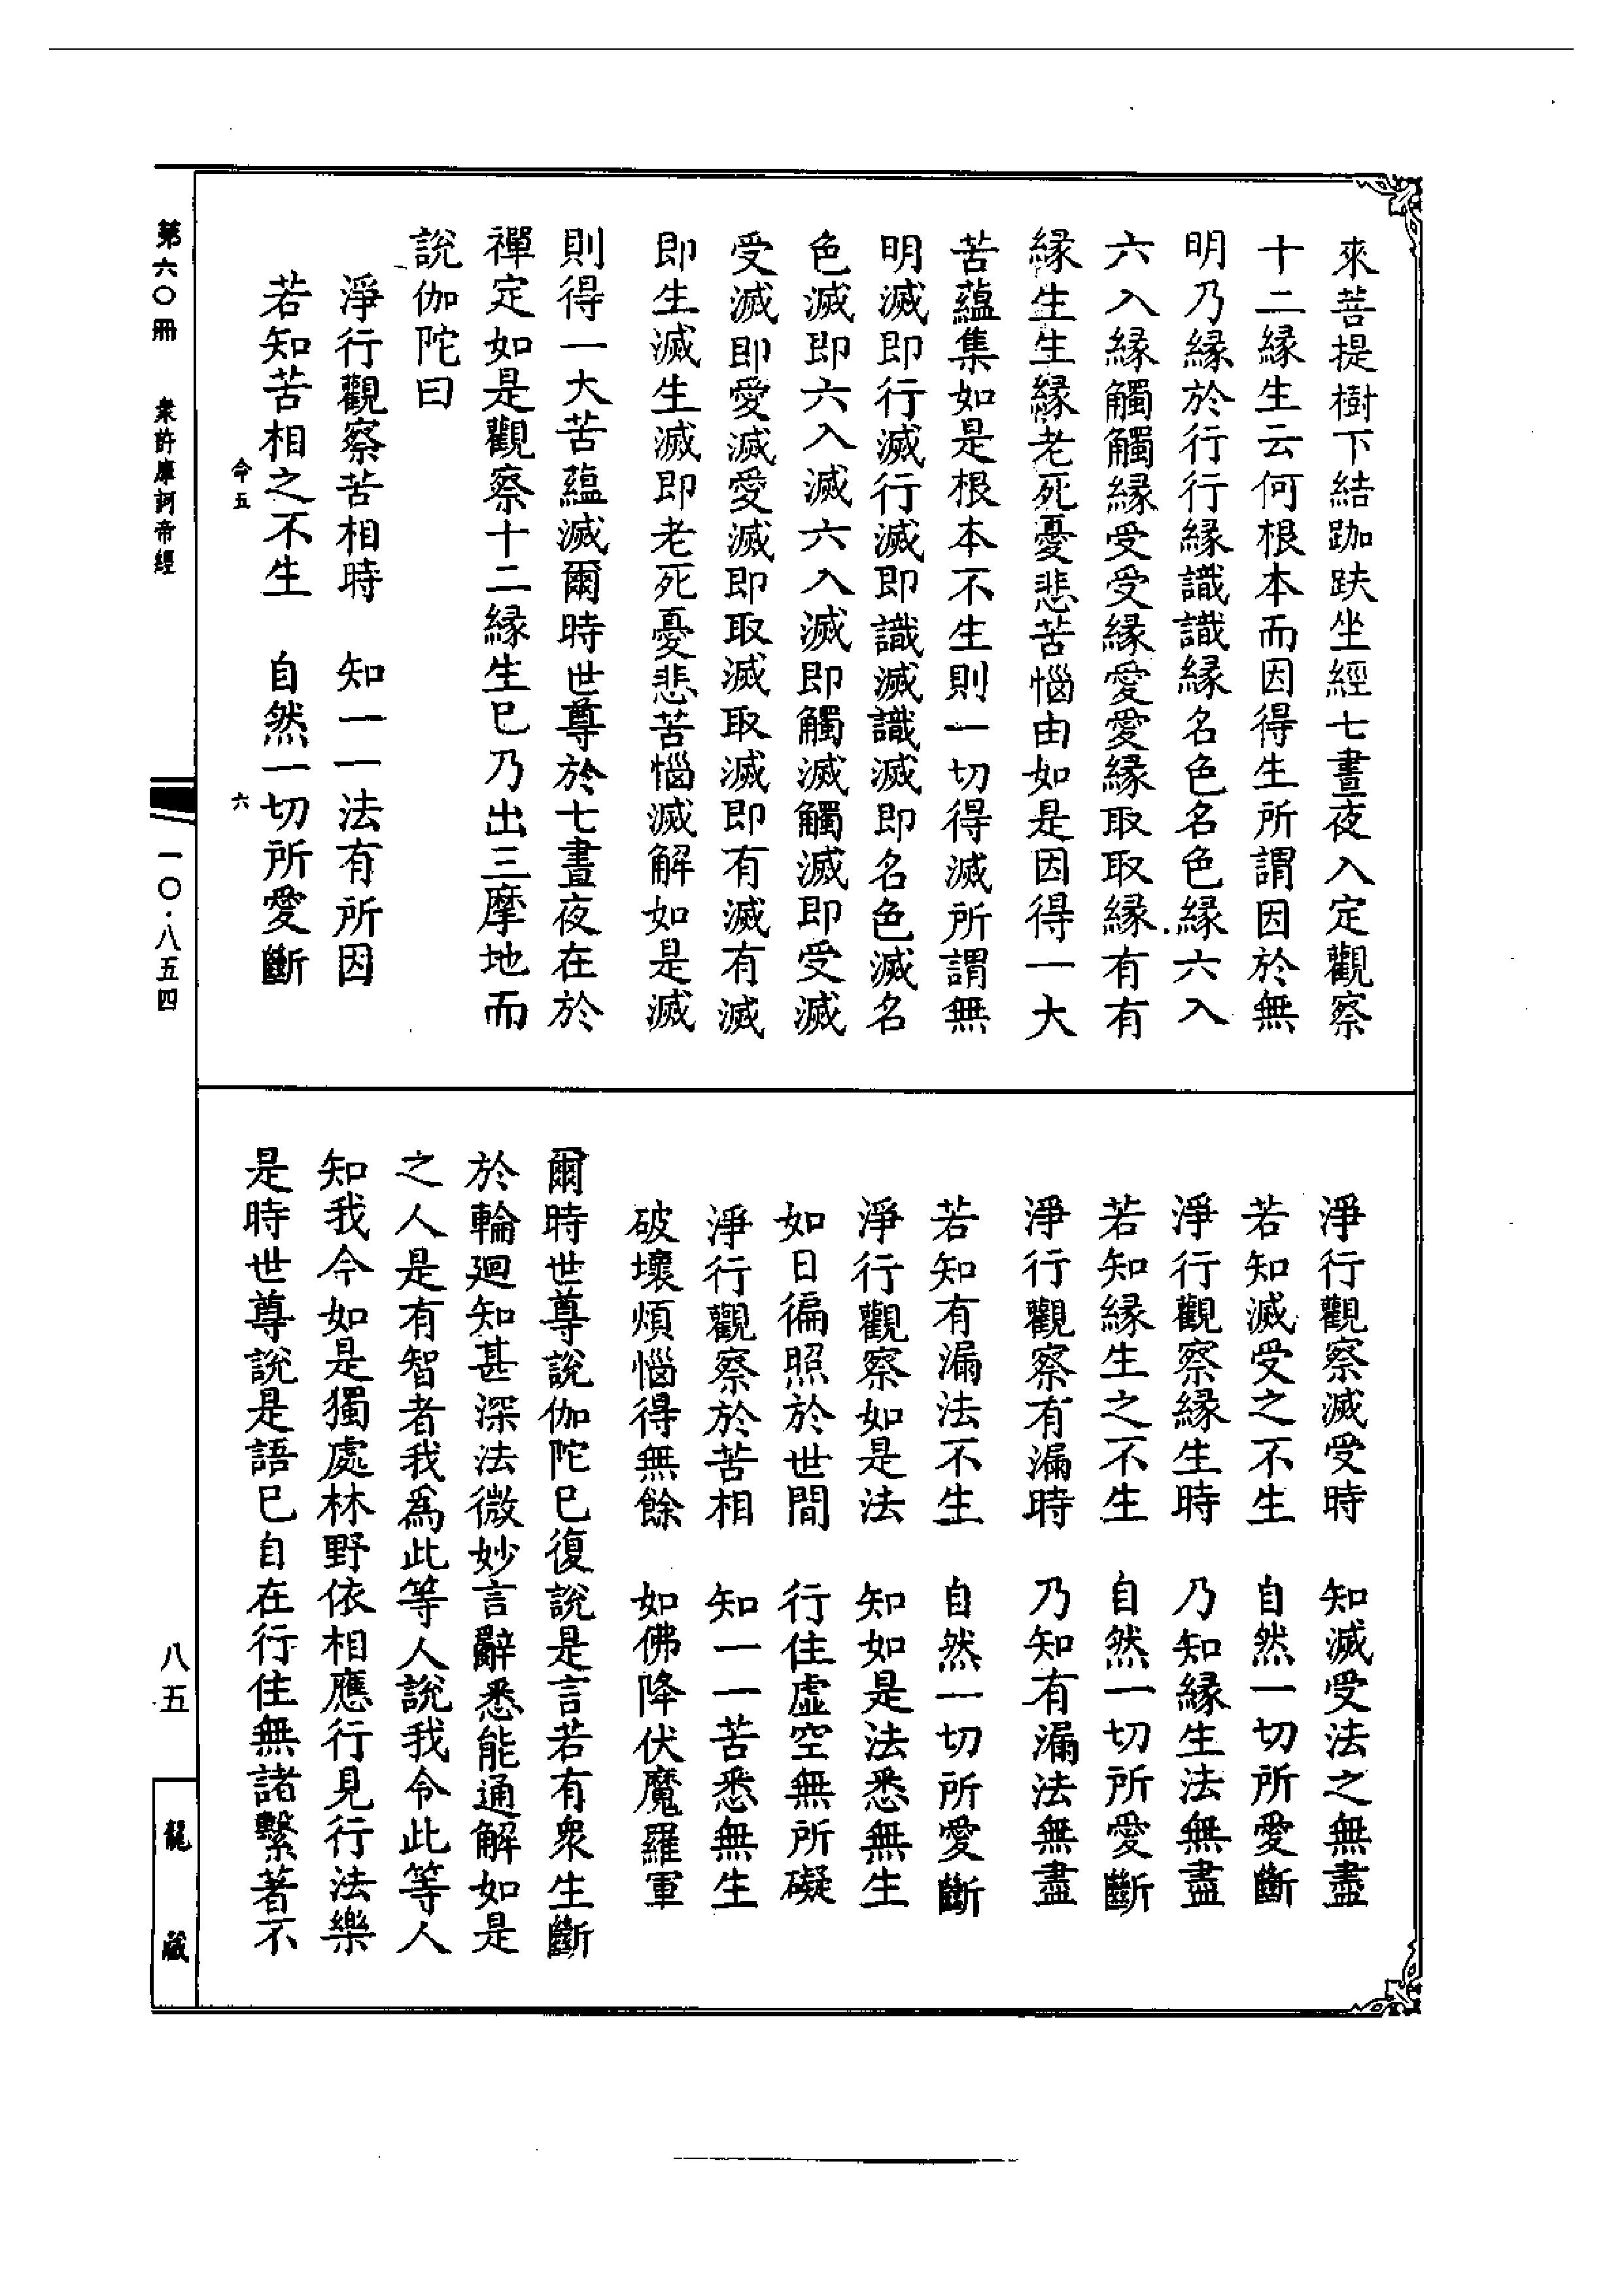 來菩提樹下結跏趺坐經七晝夜入定觀察
十二緣生云何根本而因得生所謂因於無
明乃緣於行行緣識識緣名色名色緣六入
六入緣觸觸緣受受緣愛愛緣取取緣有有
緣生生緣老死憂悲苦惱由如是因得一大
苦蘊集如是根本不生則一切得滅所謂無
明滅即行滅行滅即識滅識滅即名色滅名
色滅即六入滅六入滅即觸滅觸滅即受滅
受滅即愛滅愛滅即取滅取滅即有滅有滅
即生滅生滅即老死憂悲苦惱滅解如是滅
則得一大苦蘊滅爾時世尊於七晝夜在於
禪定如是觀察十二緣生巳乃出三摩地而
說伽陀曰
淨行觀察苦相時　知一一法有所因
若知苦相之不生　自然一切所愛斷
命五　六
淨行觀察滅受時　知滅受法之無盡
若知滅受之不生　自然一切所愛斷
淨行觀察緣生時　乃知緣生法無盡
若知緣生之不生　自然一切所愛斷
淨行觀察有漏時　乃知有漏法無盡
若知有漏法不生　自然一切所愛斷
淨行觀察如是法　知如是法悉無生
如日徧照於世間　行住虛空無所礙
淨行觀察於苦相　知一一苦悉無生
破壞煩惱得無餘　如佛降伏魔羅軍
爾時世尊說伽陀巳復說是言若有衆生斷
於輪迴知甚深法微妙言辭悉能通解如是
之人是有智者我為此等人說我令此等人
知我今如是獨處林野依相應行見行法樂
是時世尊說是語巳自在行住無諸繫著不
第六〇冊　衆許摩訶帝經
一〇·八五四
八五
龍藏